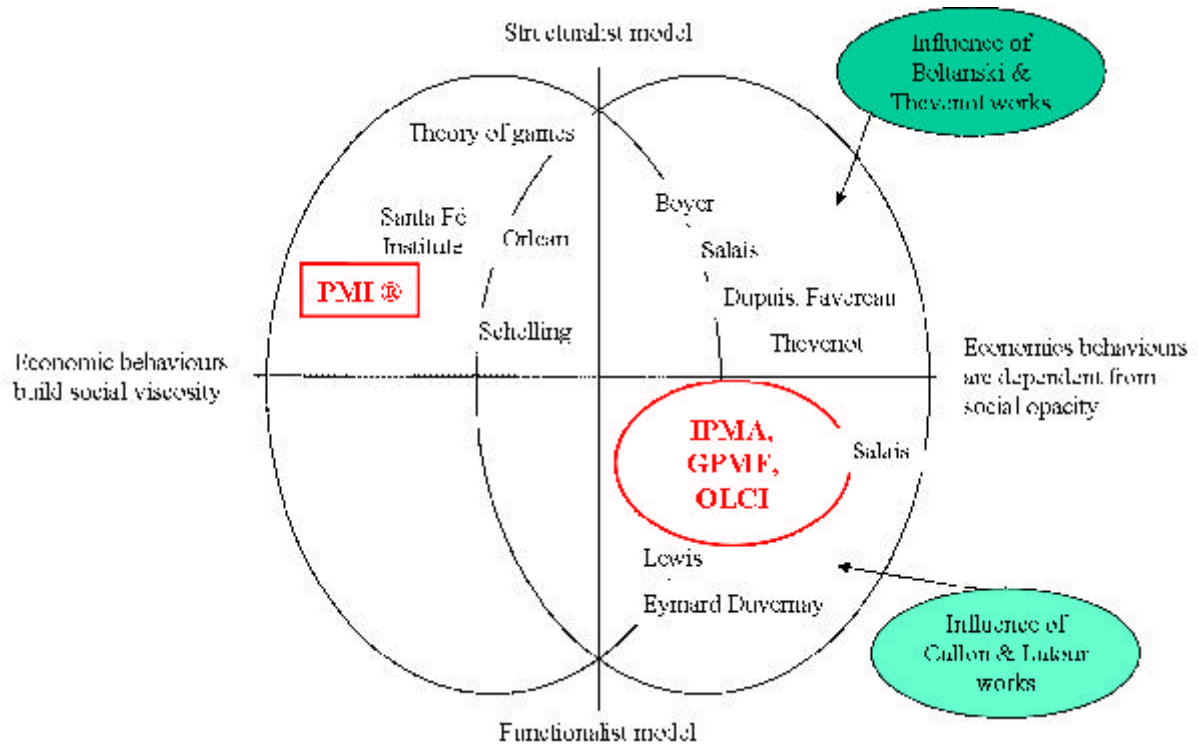 Structuralist model
Influence of
Boltanski &
Thevenot works
Theory of games
Boyer
Santa Fé
Institute
Orlean
Salais
PMI ®
Dupuis, Favereau
Schelling
Thevenot
Economic behaviours
build social viscosity
Economies behaviours
are dependent from
social opacity
IPMA,
GPMF,
OLCI
Salais
Lewis
Eymard Duvernay
Influence of
Callon & Latour
works
Functionalist model